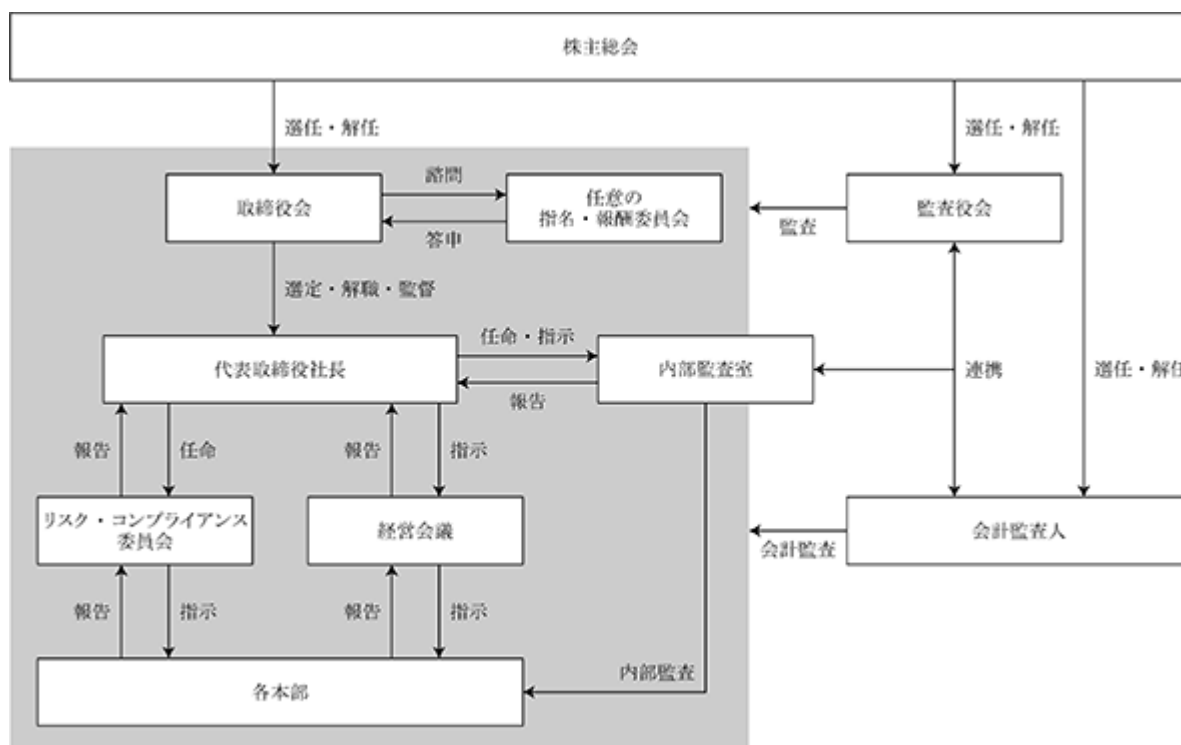 株主総会
選任・解任
選任・解任
取締役会
諮問
答申
任意の
指名・報酬委員会
監査
監査役会
選定・解職・監督
代表取締役社長
任命・指示
報告
内部監査室
連携
選任・解任
報告
任命
報告
指示
リスク・コンプライアンス
委員会
経営会議
会計監査
会計監査人
報告
指示
報告
指示
内部監査
各本部